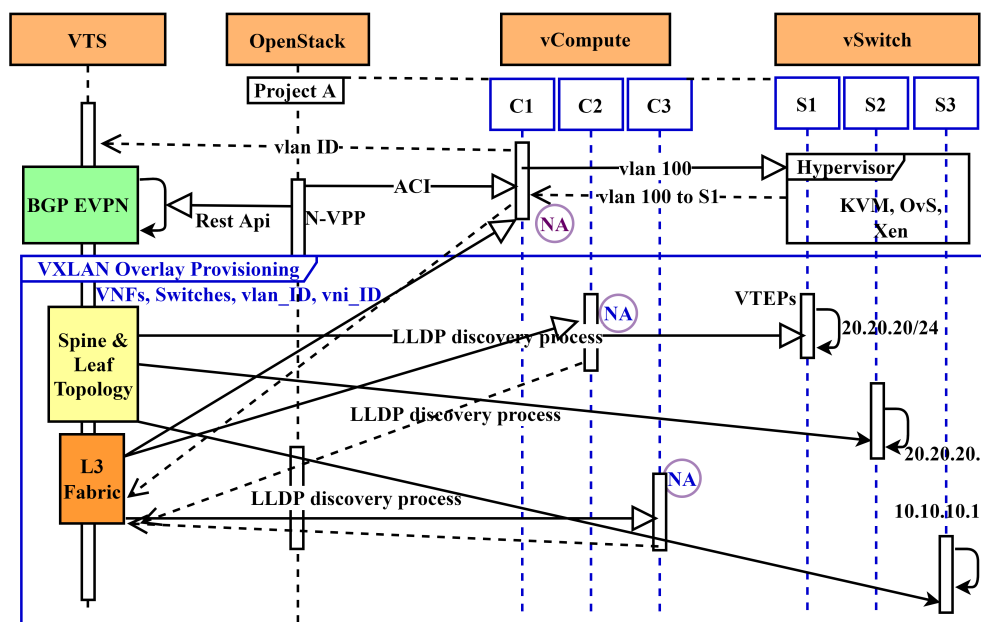 VTS
OpenStack
vCompute
vSwitch
Project A
C1
C2
C3
S1
S2
S3
vlan ID
vlan 100
Hypervisor
ACI
vlan 100 to S1
BGP EVPN
Rest Api
N-VPP
NA
KVM, OvS,
Xen
VXLAN Overlay Provisioning
VNFs, Switches, vlan_ID, vni_ID
VTEPs
NA
20.20.20/24
Spine &
Leaf
Topology
LLDP discovery process
LLDP discovery process
20.20.20.
L3
Fabric
NA
LLDP discovery process
10.10.10.1